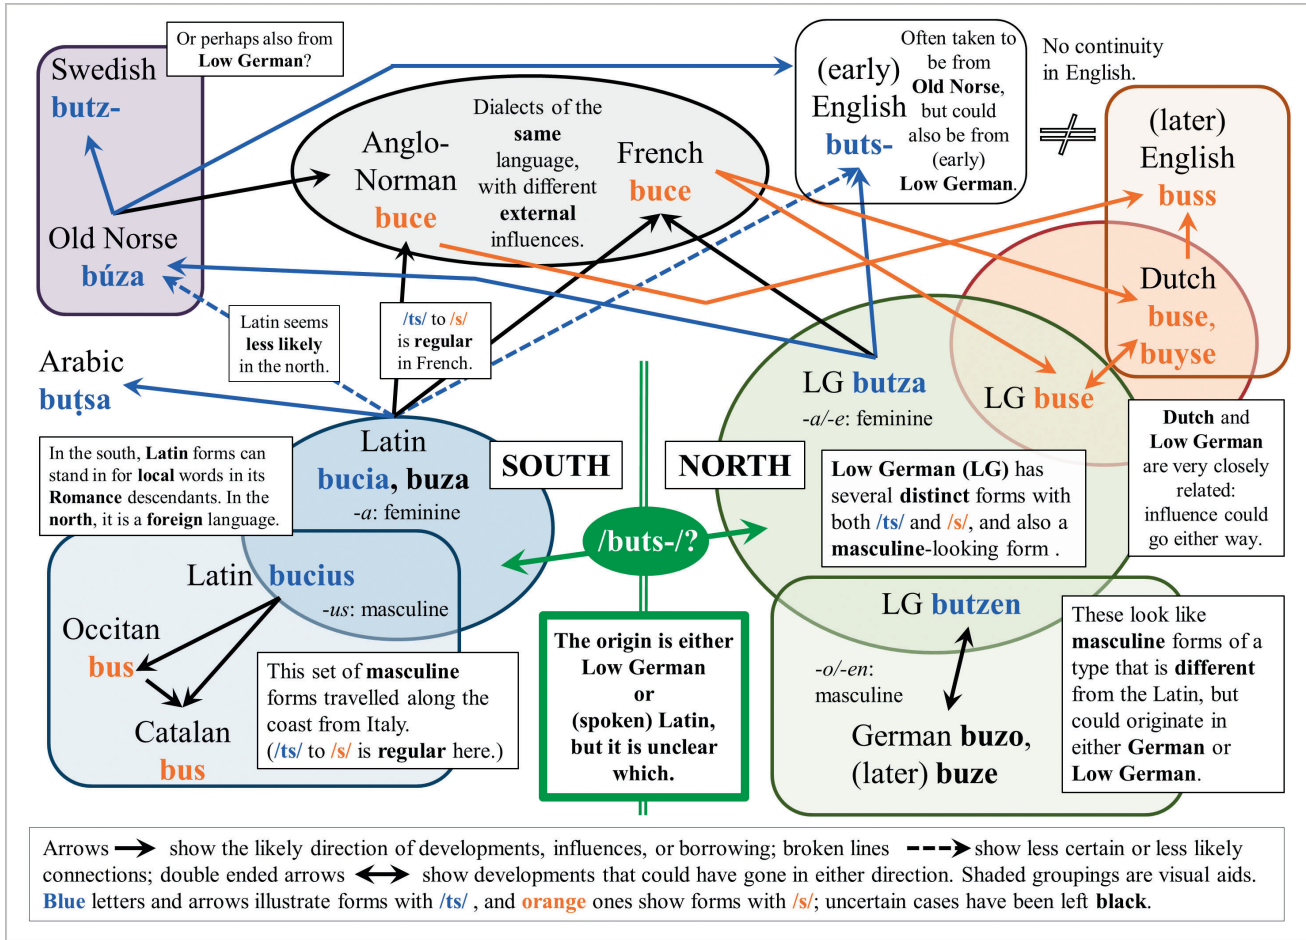 Swedish
butz-
Or perhaps also from
Low German?
Old Norse
búza
Anglo-
Norman
buce
Dialects of the
same
language,
with different
external
influences.
French
buce
(early)
English
buts-
Often taken to
be from
Old Norse,
but could
also be from
(early)
Low German.
No continuity
in English.
≠
(later)
English
buss
Dutch
buse,
buyse
Latin seems
less likely
in the north.
/ts/ to /s/
is regular
in French.
Arabic
buṭsa
LG butza
-a/-e: feminine
LG buse
In the south, Latin forms can
stand in for local words in its
Romance descendants. In the
north, it is a foreign language.
Latin
bucia, buza
-a: feminine
SOUTH
NORTH
Low German (LG) has
several distinct forms with
both /ts/ and /s/, and also a
masculine-looking form .
Dutch and
Low German
are very closely
related:
influence could
go either way.
/buts-/?
Latin bucius
-us: masculine
Occitan
bus
Catalan
bus
This set of masculine
forms travelled along the
coast from Italy.
(/ts/ to /s/ is regular here.)
The origin is either
Low German
or
(spoken) Latin,
but it is unclear
which.
LG butzen
-o/-en:
masculine
German buzo,
(later) buze
These look like
masculine forms of a
type that is different
from the Latin, but
could originate in
either German or
Low German.
Arrows → show the likely direction of developments, influences, or borrowing; broken lines ⇢ show less certain or less likely
connections; double ended arrows ↔ show developments that could have gone in either direction. Shaded groupings are visual aids.
Blue letters and arrows illustrate forms with /ts/ , and orange ones show forms with /s/; uncertain cases have been left black.